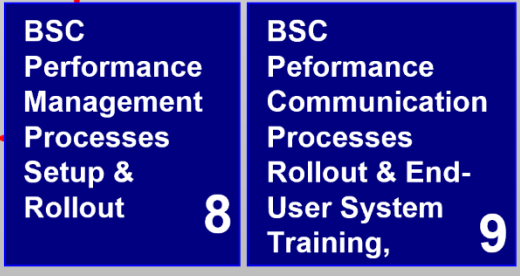 BSC
Performance
Management
Processes
Setup &
Rollout
8
BSC
Peformance
Communication
Processes
Rollout & End-
User System
Training,
9